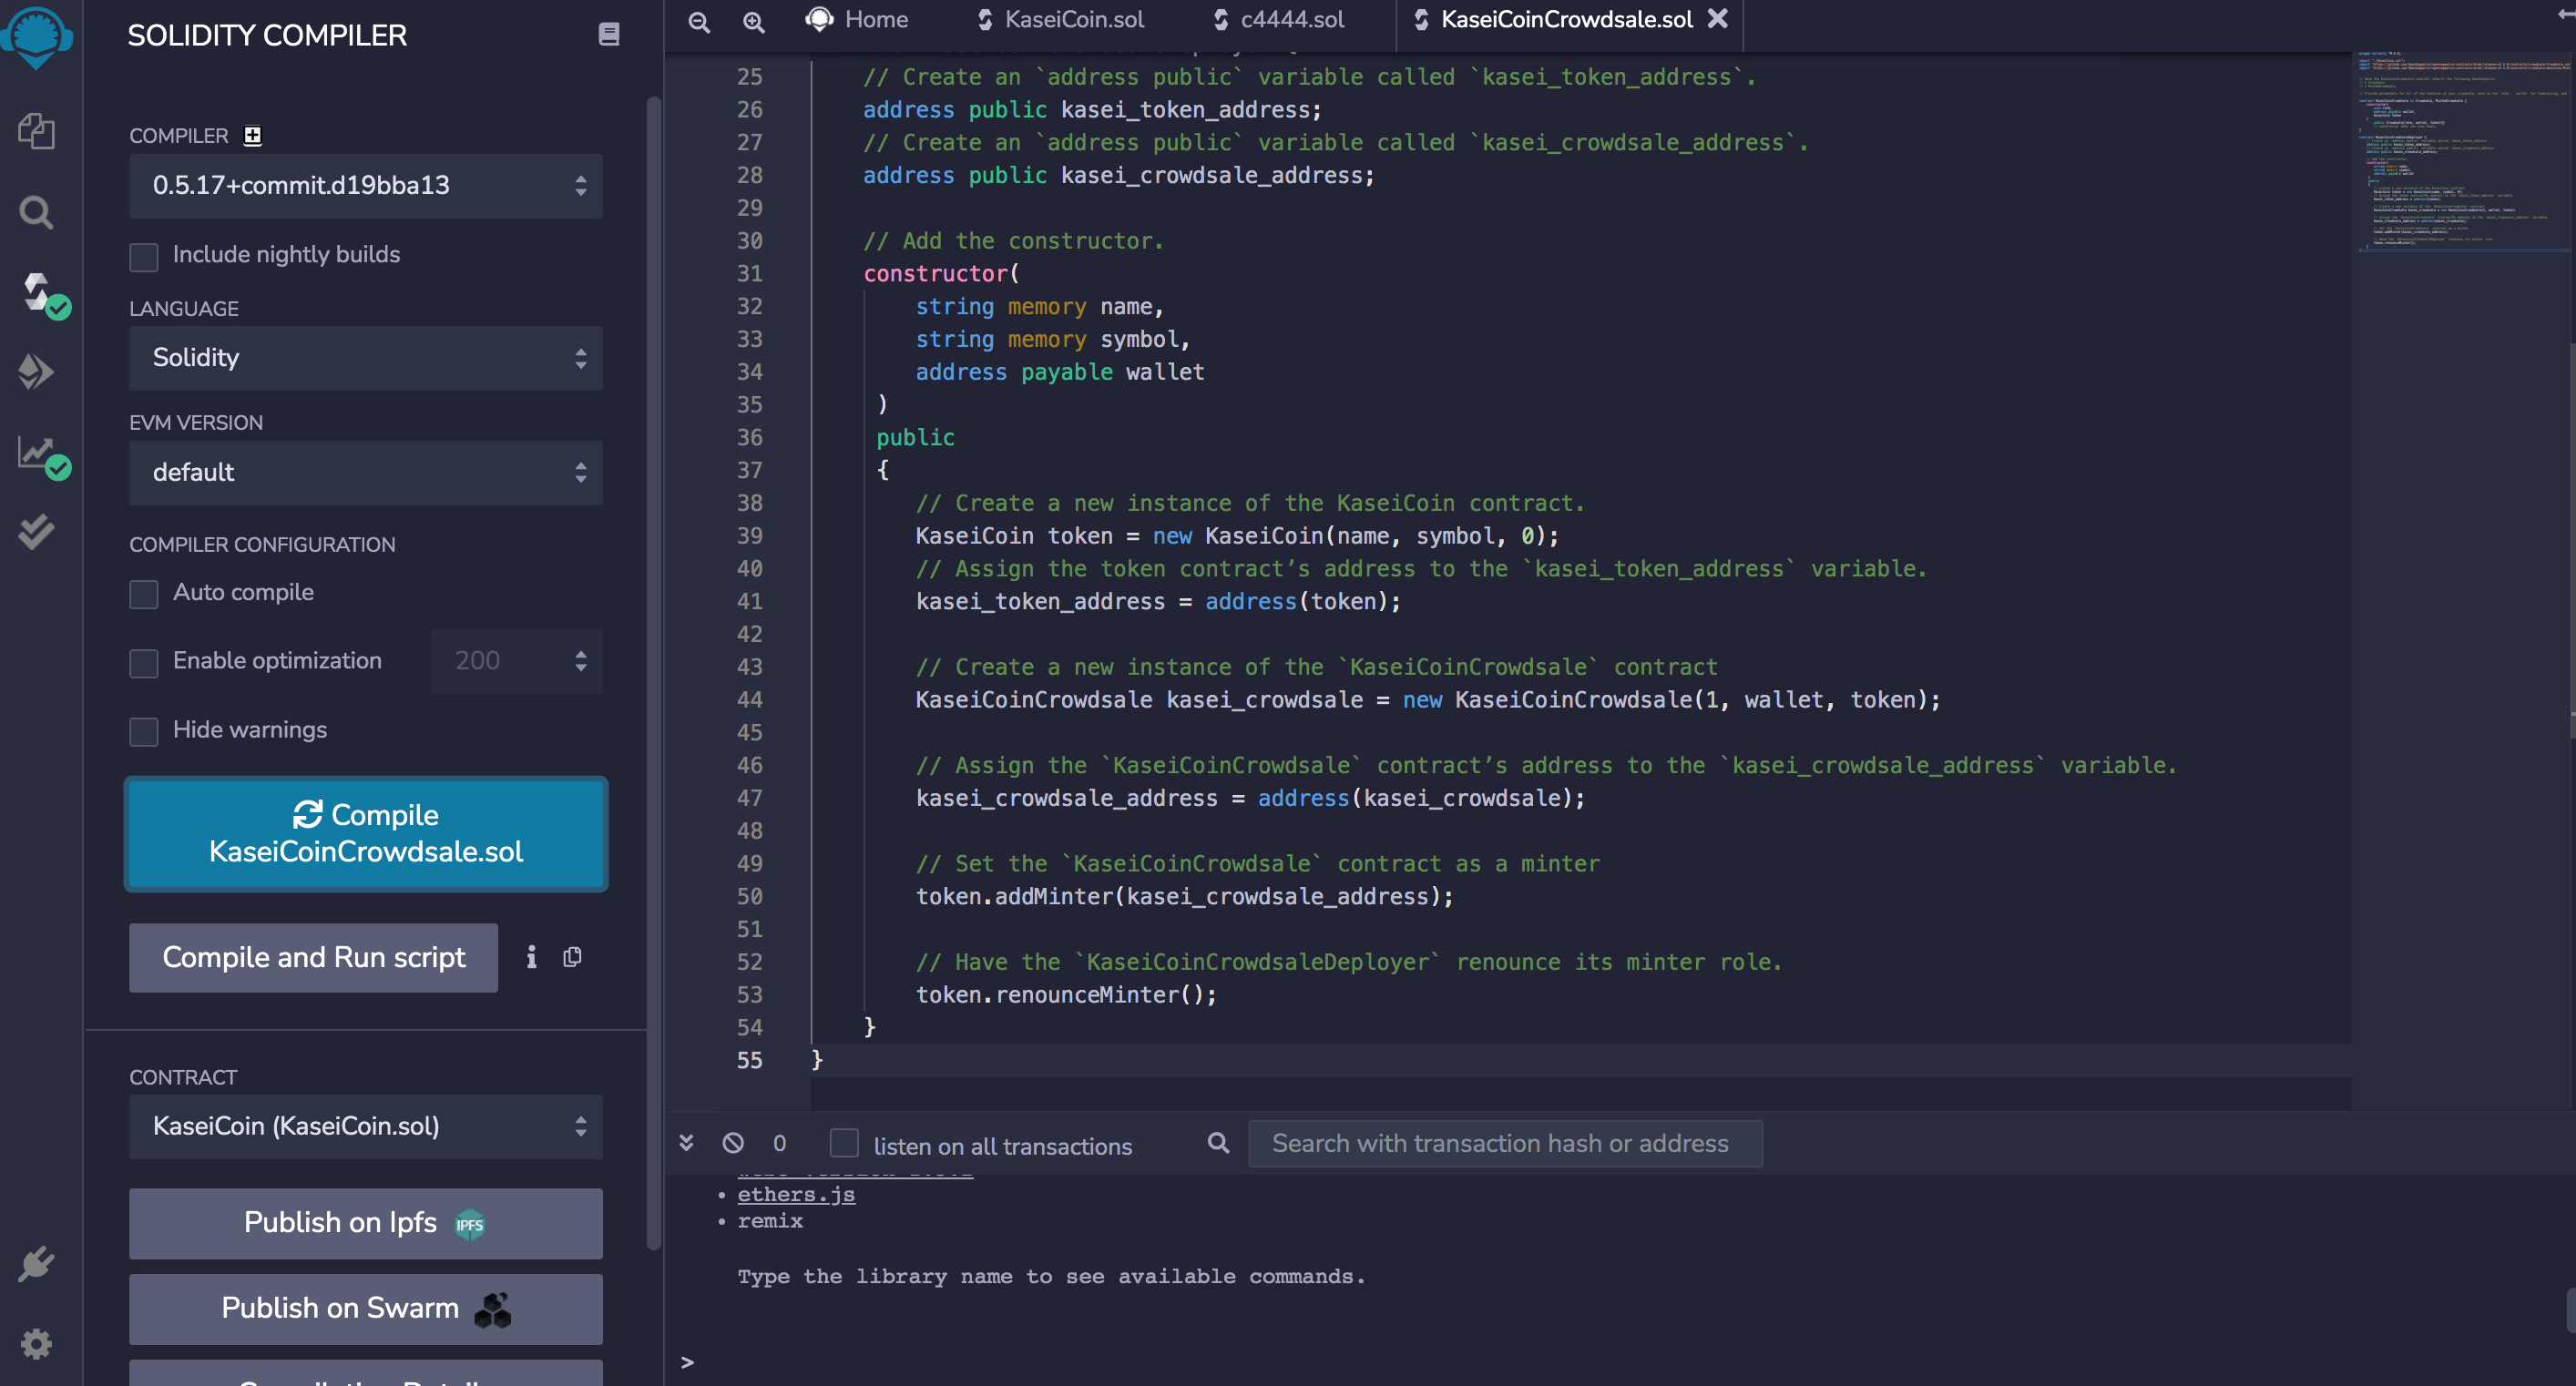 SOLIDITY COMPILER
COMPILER
0.5.17+commit.d19bba13
Include nightly builds
LANGUAGE
Solidity
EVM VERSION
default
COMPILER CONFIGURATION
Auto compile
Enable optimization 200
Hide warnings
Compile
KaseiCoinCrowdsale.sol
Compile and Run script
CONTRACT
KaseiCoin (KaseiCoin.sol)
Publish on Ipfs IPFS
Publish on Swarm
Home KaseiCoin.sol c4444.sol KaseiCoinCrowdsale.sol
25 // Create an `address public` variable called `kasei_token_address`.
26 address public kasei_token_address;
27 // Create an `address public` variable called `kasei_crowdsale_address`.
28 address public kasei_crowdsale_address;
29
30 // Add the constructor.
31 constructor(
32 string memory name,
33 string memory symbol,
34 address payable wallet
35 )
36 public
37 {
38 // Create a new instance of the KaseiCoin contract.
39 KaseiCoin token = new KaseiCoin(name, symbol, 0);
40 // Assign the token contract’s address to the `kasei_token_address` variable.
41 kasei_token_address = address(token);
42
43 // Create a new instance of the `KaseiCoinCrowdsale` contract
44 KaseiCoinCrowdsale kasei_crowdsale = new KaseiCoinCrowdsale(1, wallet, token);
45
46 // Assign the `KaseiCoinCrowdsale` contract’s address to the `kasei_crowdsale_address` variable.
47 kasei_crowdsale_address = address(kasei_crowdsale);
48
49 // Set the `KaseiCoinCrowdsale` contract as a minter
50 token.addMinter(kasei_crowdsale_address);
51
52 // Have the `KaseiCoinCrowdsaleDeployer` renounce its minter role.
53 token.renounceMinter();
54 }
55 }
0 listen on all transactions Search with transaction hash or address
• ethers.js
• remix
Type the library name to see available commands.
>